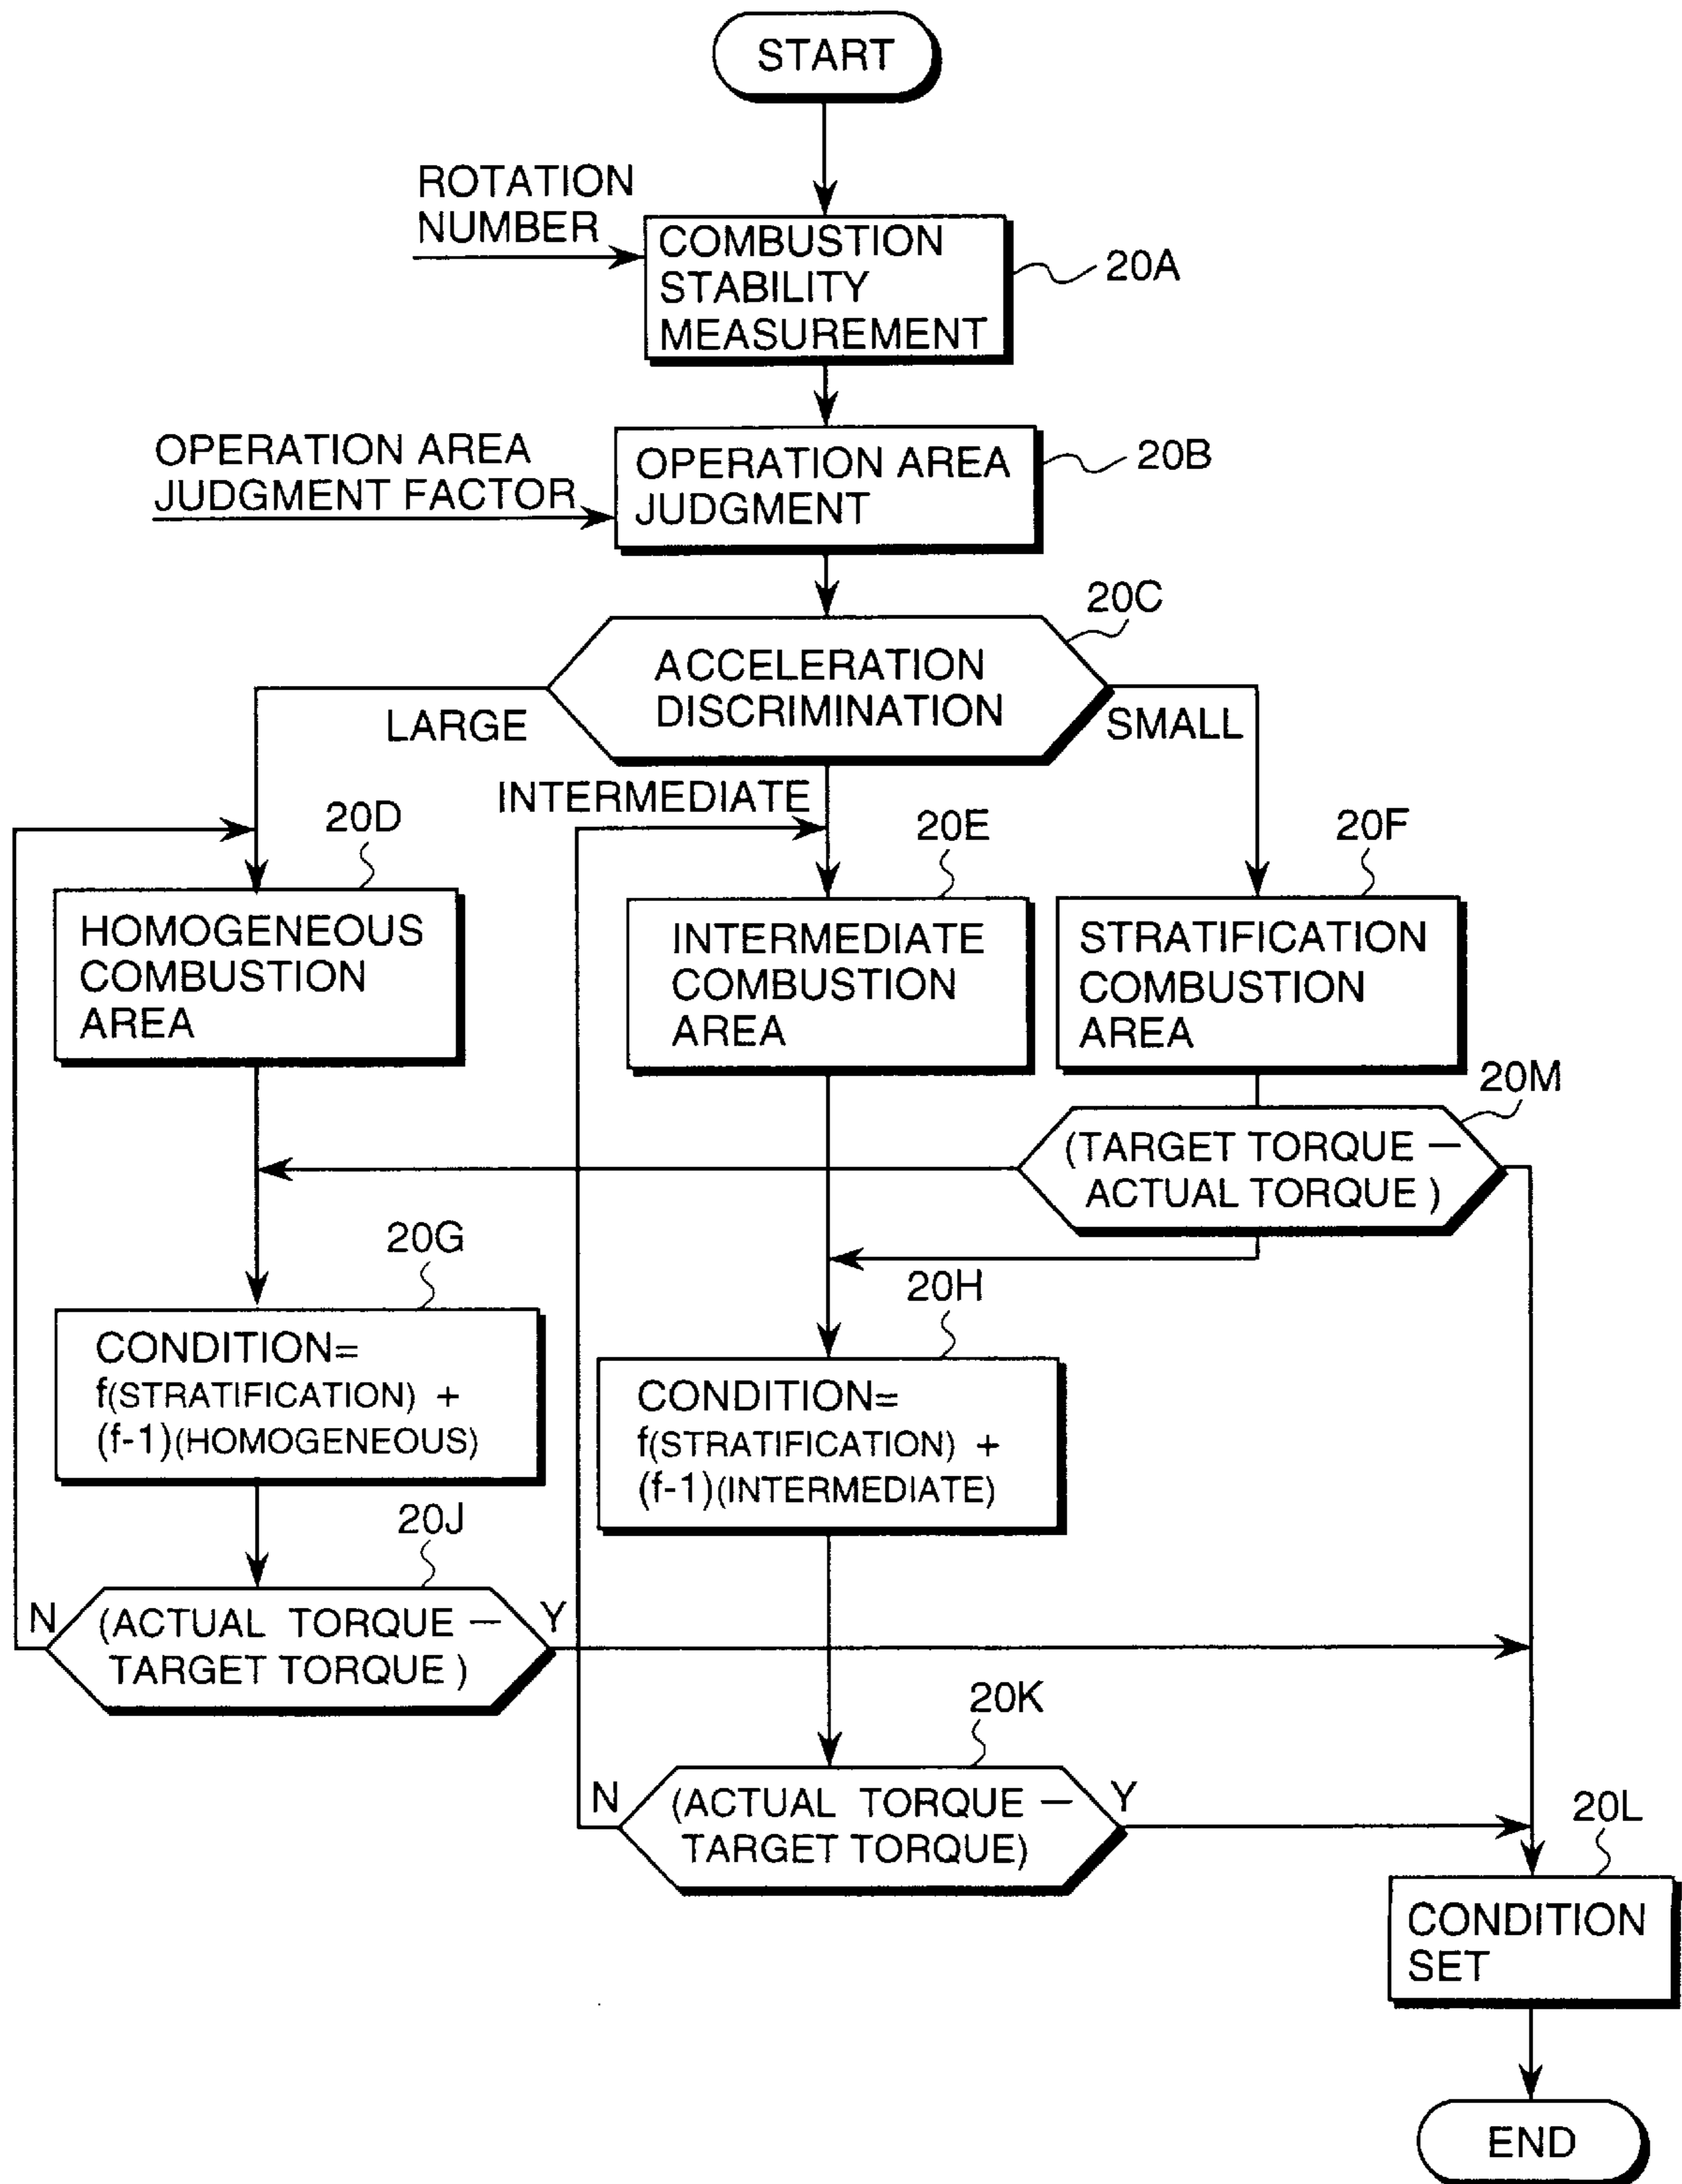 START
ROTATION
NUMBER
COMBUSTION
STABILITY
MEASUREMENT
20A
OPERATION AREA
JUDGMENT FACTOR
OPERATION AREA
JUDGMENT
20B
20C
ACCELERATION
DISCRIMINATION
LARGE
SMALL
INTERMEDIATE
20D
20E
20F
HOMOGENEOUS
COMBUSTION
AREA
INTERMEDIATE
COMBUSTION
AREA
STRATIFICATION
COMBUSTION
AREA
20M
(TARGET TORQUE —
ACTUAL TORQUE )
20G
20H
CONDITION=
f(STRATIFICATION) +
(f-1)(HOMOGENEOUS)
CONDITION=
f(STRATIFICATION) +
(f-1)(INTERMEDIATE)
20J
N
(ACTUAL TORQUE —
TARGET TORQUE )
Y
20K
N
(ACTUAL TORQUE —
TARGET TORQUE)
Y
20L
CONDITION
SET
END